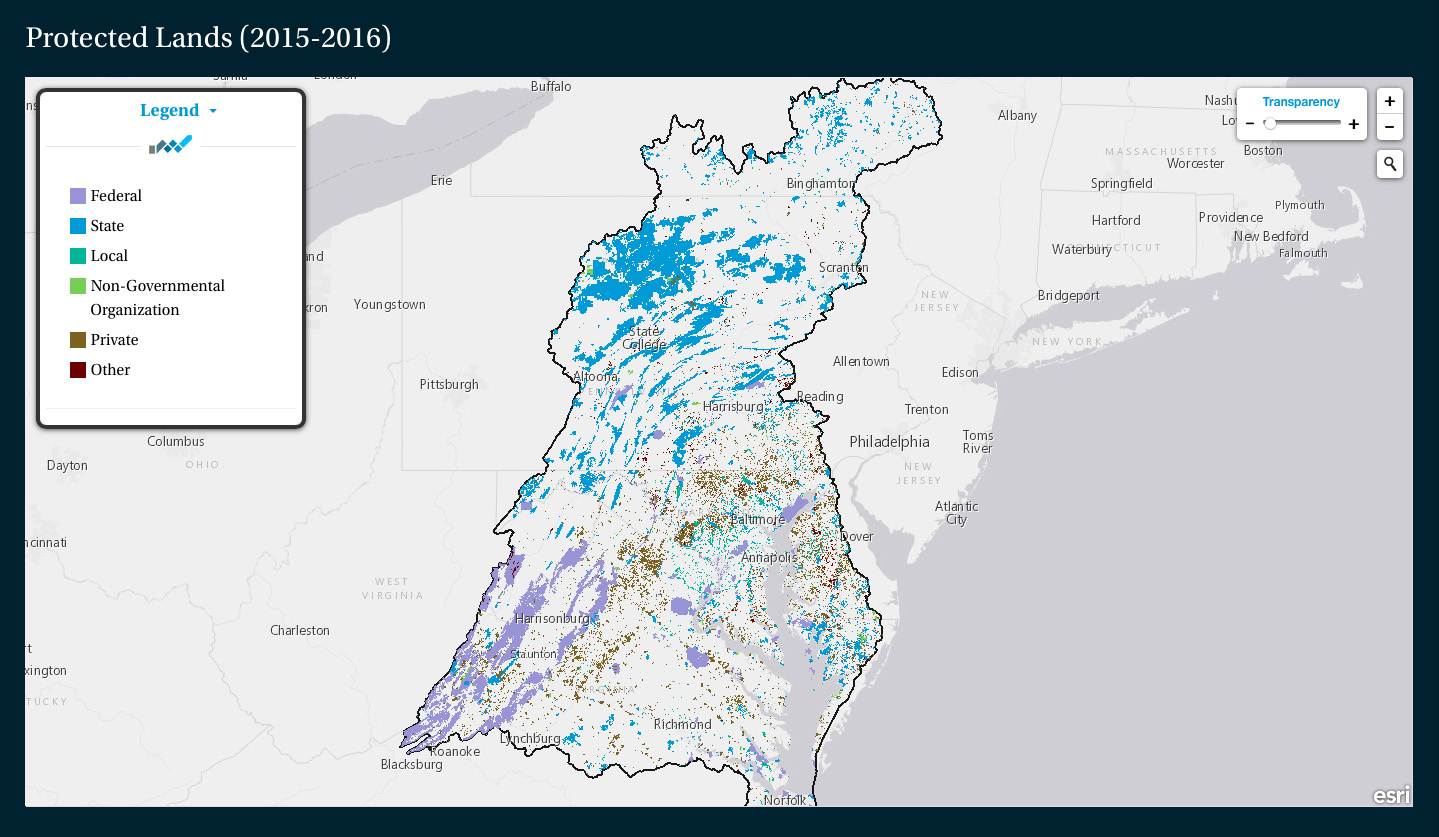 Protected Lands (2015-2016)
Legend
Federal
State
Local
Non-Governmental
Organization
Private
Other
Transparency
−
+
+
−
London
Buffalo
Albany
Boston
MASSACHUSETTS
Worcester
Erie
Binghamton
Springfield
Plymouth
Hartford
Providence
New Bedford
Waterbury
Falmouth
Scranton
Bridgeport
NEW
JERSEY
Youngstown
State
College
NEW YORK
Allentown
Edison
Altoona
Pittsburgh
Reading
Harrisburg
Trenton
Columbus
Philadelphia
Toms
River
OHIO
Dayton
NEW
JERSEY
Atlantic
City
Baltimore
Dover
Annapolis
WEST
VIRGINIA
Harrisonburg
Charleston
Staunton
Richmond
Lynchburg
Roanoke
Blacksburg
Norfolk
esri